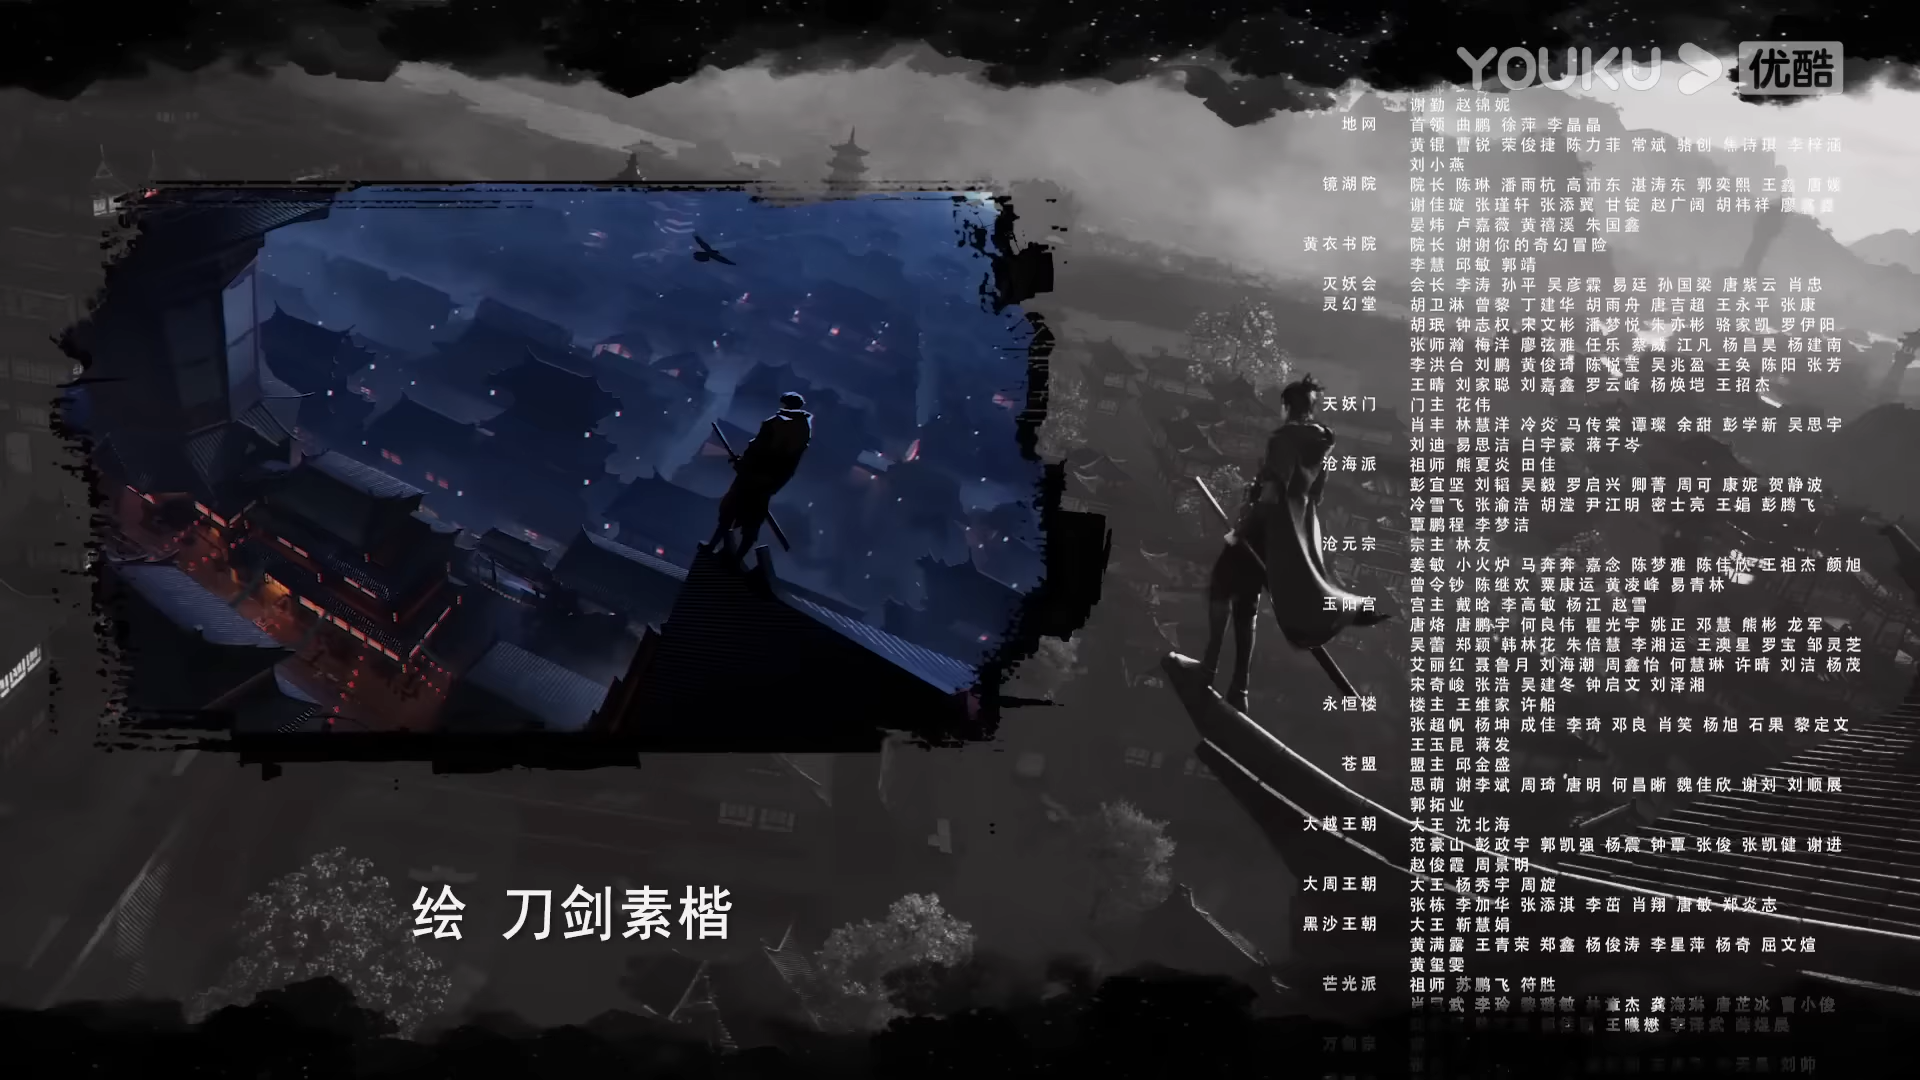 YOUKU 优酷
谢勤 赵锦妮
地网 首领 曲鹏 徐萍 李晶晶
黄锟 曹锐 荣俊捷 陈力菲 常斌 骆创 焦诗琪 李梓涵
刘小燕
镜湖院 院长 陈琳 潘雨杭 高沛东 湛涛东 郭奕熙 王鑫 唐媛
谢佳璇 张瑾轩 张添翼 甘锭 赵广阔 胡祎祥
晏炜 卢嘉薇 黄禧溪 朱国鑫
黄衣书院 院长 谢谢你的奇幻冒险
李慧 邱敏 郭靖
灭妖会 会长 李涛 孙平 吴彦霖 易廷 孙国梁 唐紫云 肖忠
灵幻堂 胡卫淋 曾黎 丁建华 胡雨舟 唐吉超 王永平 张康
胡珉 钟志权 宋文彬 潘梦悦 朱亦彬 骆家凯 罗伊阳
张师瀚 梅洋 廖弦雅 任乐 蔡威 江凡 杨昌昊 杨建南
李洪台 刘鹏 黄俊琦 陈悦莹 吴兆盈 王奂 陈阳 张芳
王晴 刘家聪 刘嘉鑫 罗云峰 杨焕垲 王招杰
天妖门 门主 花伟
肖丰 林慧洋 冷炎 马传棠 谭璨 余甜 彭学新 吴思宇
刘迪 易思洁 白宇豪 蒋子岑
沧海派 祖师 熊夏炎 田佳
彭宜坚 刘韬 吴毅 罗启兴 卿菁 周可 康妮 贺静波
冷雪飞 张渝浩 胡滢 尹江明 密士亮 王娟 彭腾飞
覃鹏程 李梦洁
沧元宗 宗主 林友
姜敏 小火炉 马奔奔 嘉念 陈梦雅 陈佳欣 王祖杰 颜旭
曾令钞 陈继欢 粟康运 黄凌峰 易青林
玉阳宫 宫主 戴晗 李高敏 杨江 赵雪
唐烙 唐鹏宇 何良伟 瞿光宇 姚正 邓慧 熊彬 龙军
吴蕾 郑颖 韩林花 朱倍慧 李湘运 王澳星 罗宝 邹灵芝
艾丽红 聂鲁月 刘海潮 周鑫怡 何慧琳 许晴 刘洁 杨茂
宋奇峻 张浩 吴建冬 钟启文 刘泽湘
永恒楼 楼主 王维家 许船
张超帆 杨坤 成佳 李琦 邓良 肖笑 杨旭 石果 黎定文
王玉昆 蒋发
苍盟 盟主 邱金盛
思萌 谢李斌 周琦 唐明 何昌晰 魏佳欣 谢刘 刘顺展
郭拓业
大越王朝 大王 沈北海
范豪山 彭政宇 郭凯强 杨震 钟覃 张俊 张凯健 谢进
赵俊霞 周景明
大周王朝 大王 杨秀宇 周旋
张栋 李加华 张添淇 李茁 肖翔 唐敏 郑炎志
黑沙王朝 大王 靳慧娟
黄满露 王青荣 郑鑫 杨俊涛 李星萍 杨奇 屈文煊
黄玺雯
芒光派 祖师 苏鹏飞 符胜
李玲 黎璐敏 林章杰 龚海琳 唐芷冰 曹小俊
王曦懋 李泽武 薛煜晨
刘帅
绘 刀剑素楷